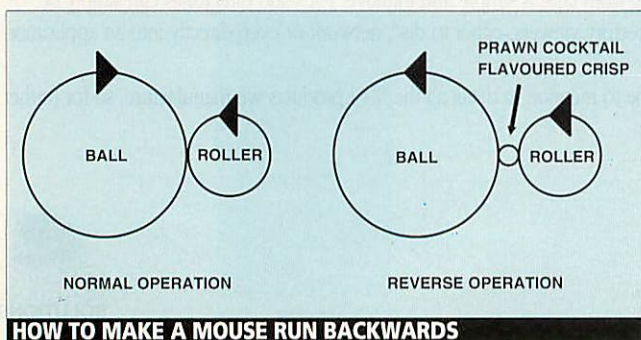 PRAWN COCKTAIL
FLAVOURED CRISP
BALL
ROLLER
BALL
ROLLER
NORMAL OPERATION
REVERSE OPERATION
HOW TO MAKE A MOUSE RUN BACKWARDS